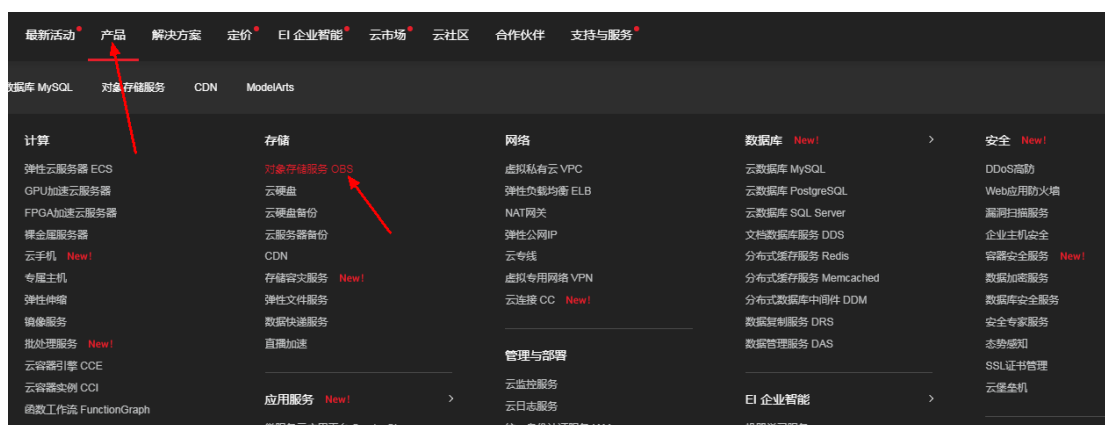 最新活动 产品 解决方案 定价 EI 企业智能 云市场 云社区 合作伙伴 支持与服务
数据库 MySQL 对象存储服务 CDN ModelArts
计算
弹性云服务器 ECS
GPU加速云服务器
FPGA加速云服务器
裸金属服务器
云手机 New!
专属主机
弹性伸缩
镜像服务
批处理服务 New!
云容器引擎 CCE
云容器实例 CCI
函数工作流 FunctionGraph
存储
对象存储服务 OBS
云硬盘
云硬盘备份
云服务器备份
CDN
存储容灾服务 New!
弹性文件服务
数据快递服务
直播加速
应用服务 New! >
网络
虚拟私有云 VPC
弹性负载均衡 ELB
NAT网关
弹性公网IP
云专线
虚拟专用网络 VPN
云连接 CC New!
管理与部署
云监控服务
云日志服务
数据库 New! >
云数据库 MySQL
云数据库 PostgreSQL
云数据库 SQL Server
文档数据库服务 DDS
分布式缓存服务 Redis
分布式缓存服务 Memcached
分布式数据库中间件 DDM
数据复制服务 DRS
数据管理服务 DAS
EI 企业智能 >
安全 New!
DDoS高防
Web应用防火墙
漏洞扫描服务
企业主机安全
容器安全服务 New!
数据加密服务
数据库安全服务
安全专家服务
态势感知
SSL证书管理
云堡垒机